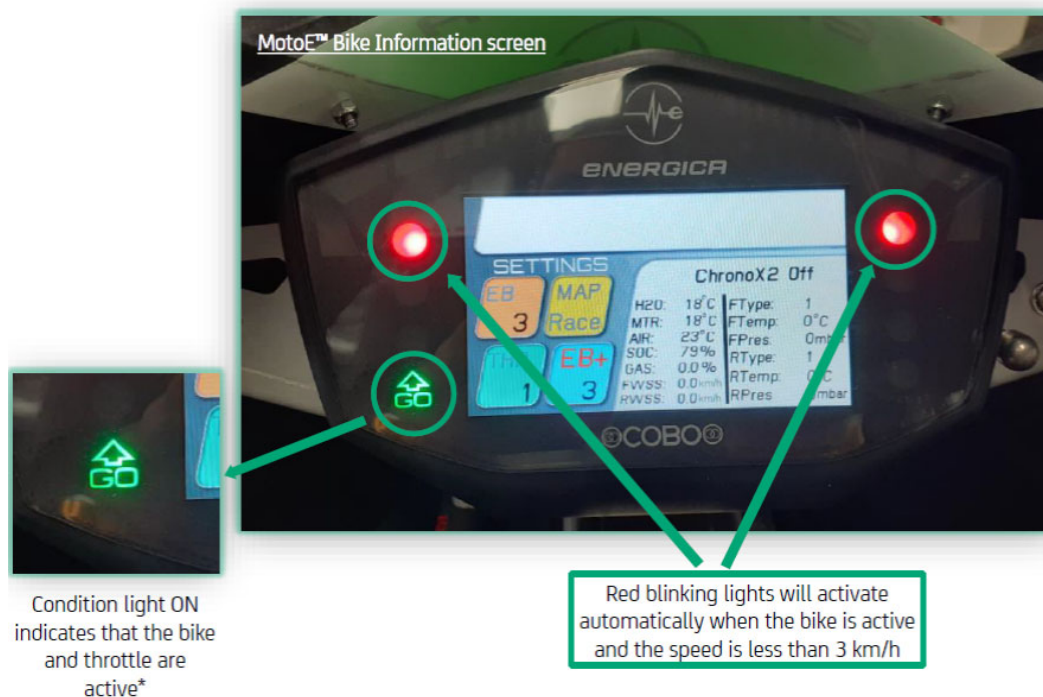 MotoE™ Bike Information screen
e
ENERGICA
SETTINGS
EB
3
MAP
Race
1
EB+
3
GO
ChronoX2 Off
H2O: 18°C
MTR: 18°C
AIR: 23°C
SOC: 79%
GAS: 0.0 %
FWSS: 0.0 km/h
RWSS: 0.0 km/h
FType: 1
FTemp: 0°C
FPres: 0mbar
RType: 1
RTemp:
RPres
COBO
GO
Condition light ON
indicates that the bike
and throttle are
active*
Red blinking lights will activate
automatically when the bike is active
and the speed is less than 3 km/h